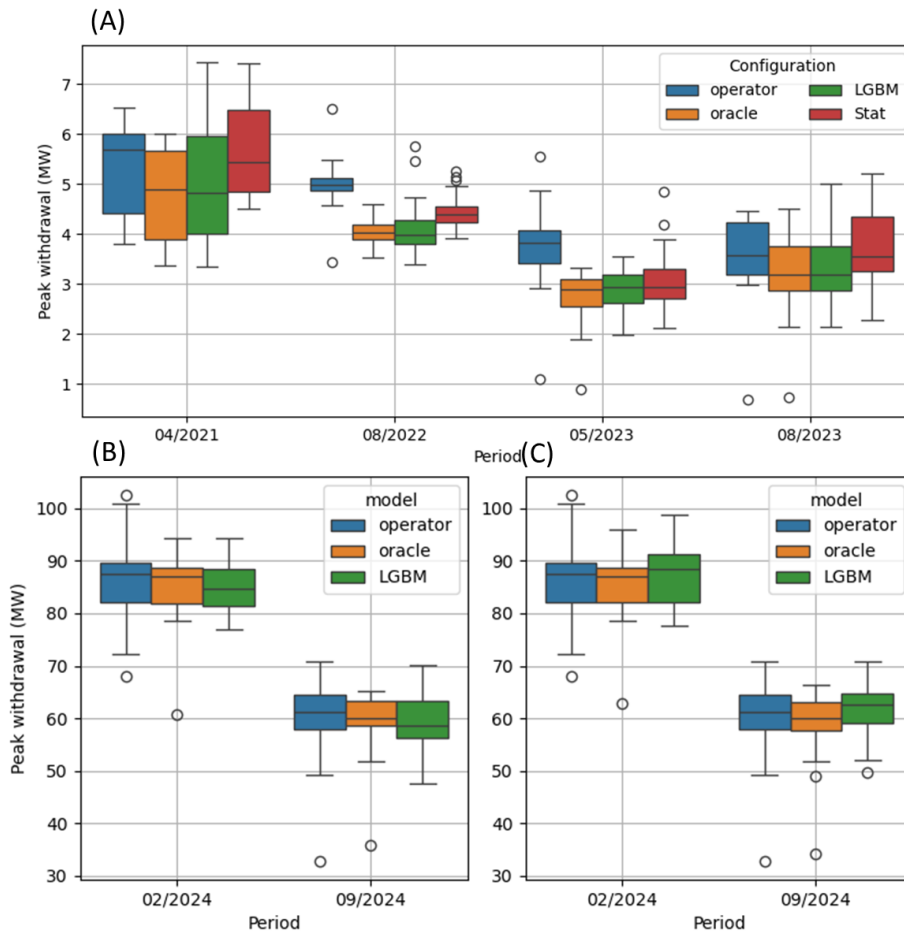 (A)
Peak withdrawal (MW)
7
6
5
4
3
2
1
Configuration
operator
oracle
LGBM
Stat
04/2021
08/2022
05/2023
08/2023
Period
(B)
Peak withdrawal (MW)
100
90
80
70
60
50
40
30
model
operator
oracle
LGBM
02/2024
09/2024
Period
(C)
100
90
80
70
60
50
40
30
model
operator
oracle
LGBM
02/2024
09/2024
Period